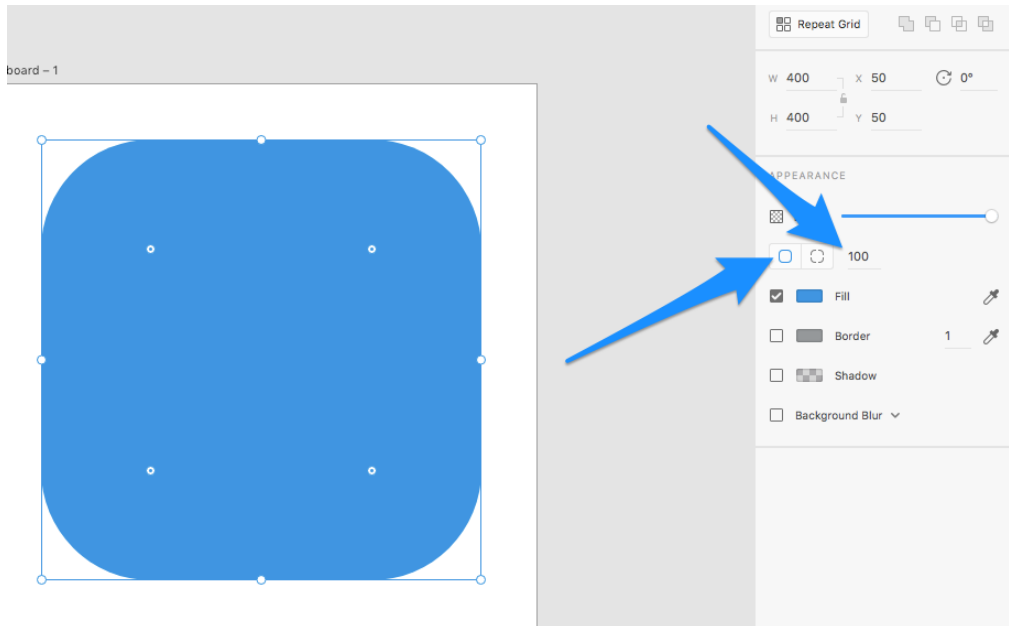 Repeat Grid
board – 1
W 400 X 50 0°
H 400 Y 50
APPEARANCE
100
Fill
Border 1
Shadow
Background Blur